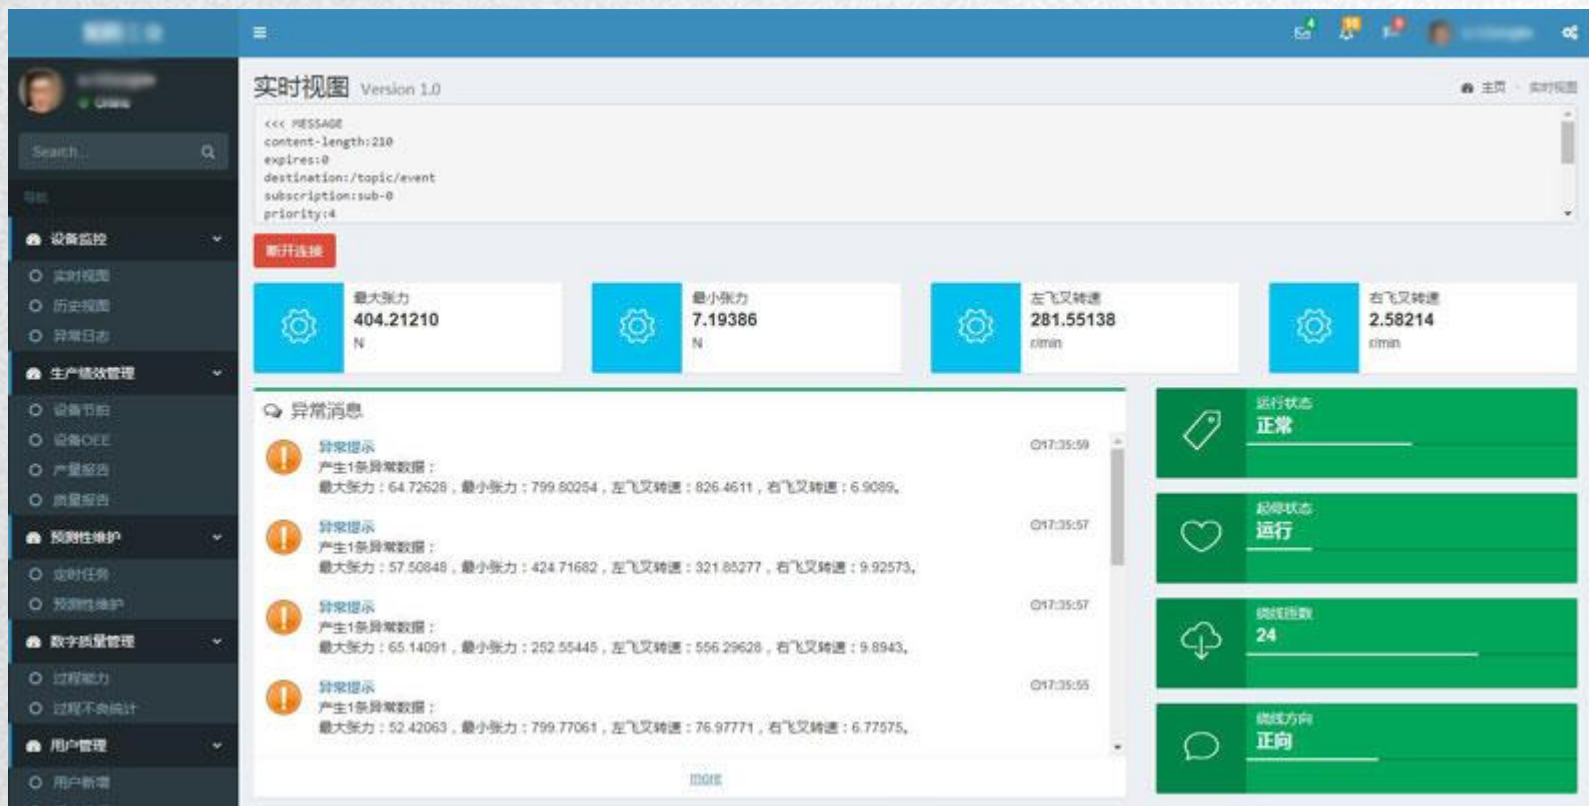 4
10
9
Online
Search...
导航
设备监控
实时视图
历史视图
异常日志
生产绩效管理
设备节拍
设备OEE
产量报告
质量报告
预测性维护
定时任务
预测性维护
数字质量管理
过程能力
过程不良统计
用户管理
用户新增
实时视图 Version 1.0
主页 实时视图
<<< MESSAGE
content-length:210
expires:0
destination:/topic/event
subscription:sub-0
priority:4
断开连接
最大张力
404.21210
N
最小张力
7.19386
N
左飞叉转速
281.55138
r/min
右飞叉转速
2.58214
r/min
异常消息
异常提示 17:35:59
产生1条异常数据：
最大张力：64.72628，最小张力：799.80254，左飞叉转速：826.4611，右飞叉转速：6.9089。
异常提示 17:35:57
产生1条异常数据：
最大张力：57.50848，最小张力：424.71682，左飞叉转速：321.85277，右飞叉转速：9.92573。
异常提示 17:35:57
产生1条异常数据：
最大张力：65.14091，最小张力：252.55445，左飞叉转速：556.29628，右飞叉转速：9.8943。
异常提示 17:35:55
产生1条异常数据：
最大张力：52.42063，最小张力：799.77061，左飞叉转速：76.97771，右飞叉转速：6.77575。
more
运行状态
正常
起停状态
运行
绕线匝数
24
绕线方向
正向